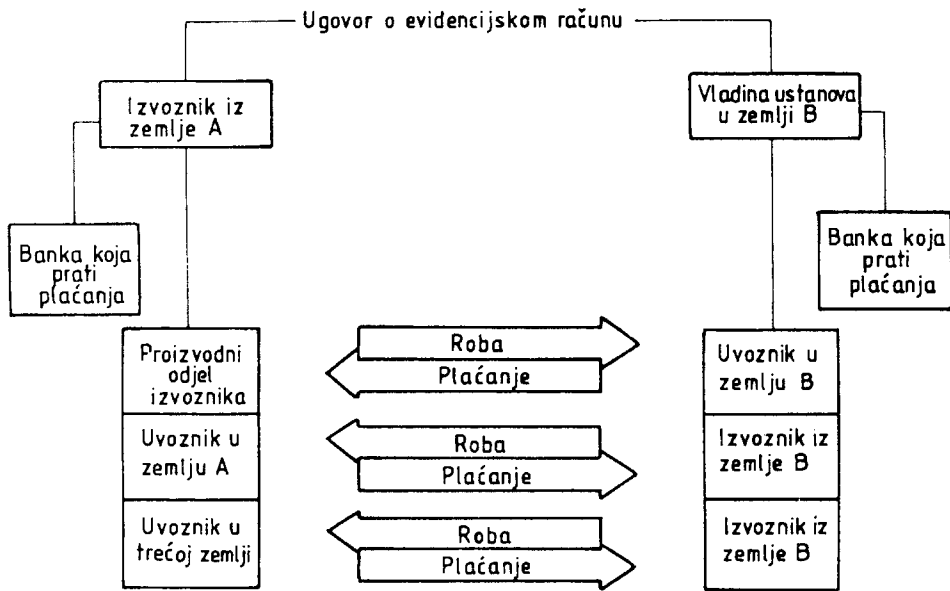 Ugovor o evidencijskom računu
Izvoznik iz
zemlje A
Vladina ustanova
u zemlji B
Banka koja
prati
plaćanja
Banka koja
prati
plaćanja
Proizvodni
odjel
izvoznika
Roba
Plaćanje
Uvoznik u
zemlju B
Uvoznik u
zemlju A
Roba
Plaćanje
Izvoznik iz
zemlje B
Uvoznik u
trećoj zemlji
Roba
Plaćanje
Izvoznik iz
zemlje B